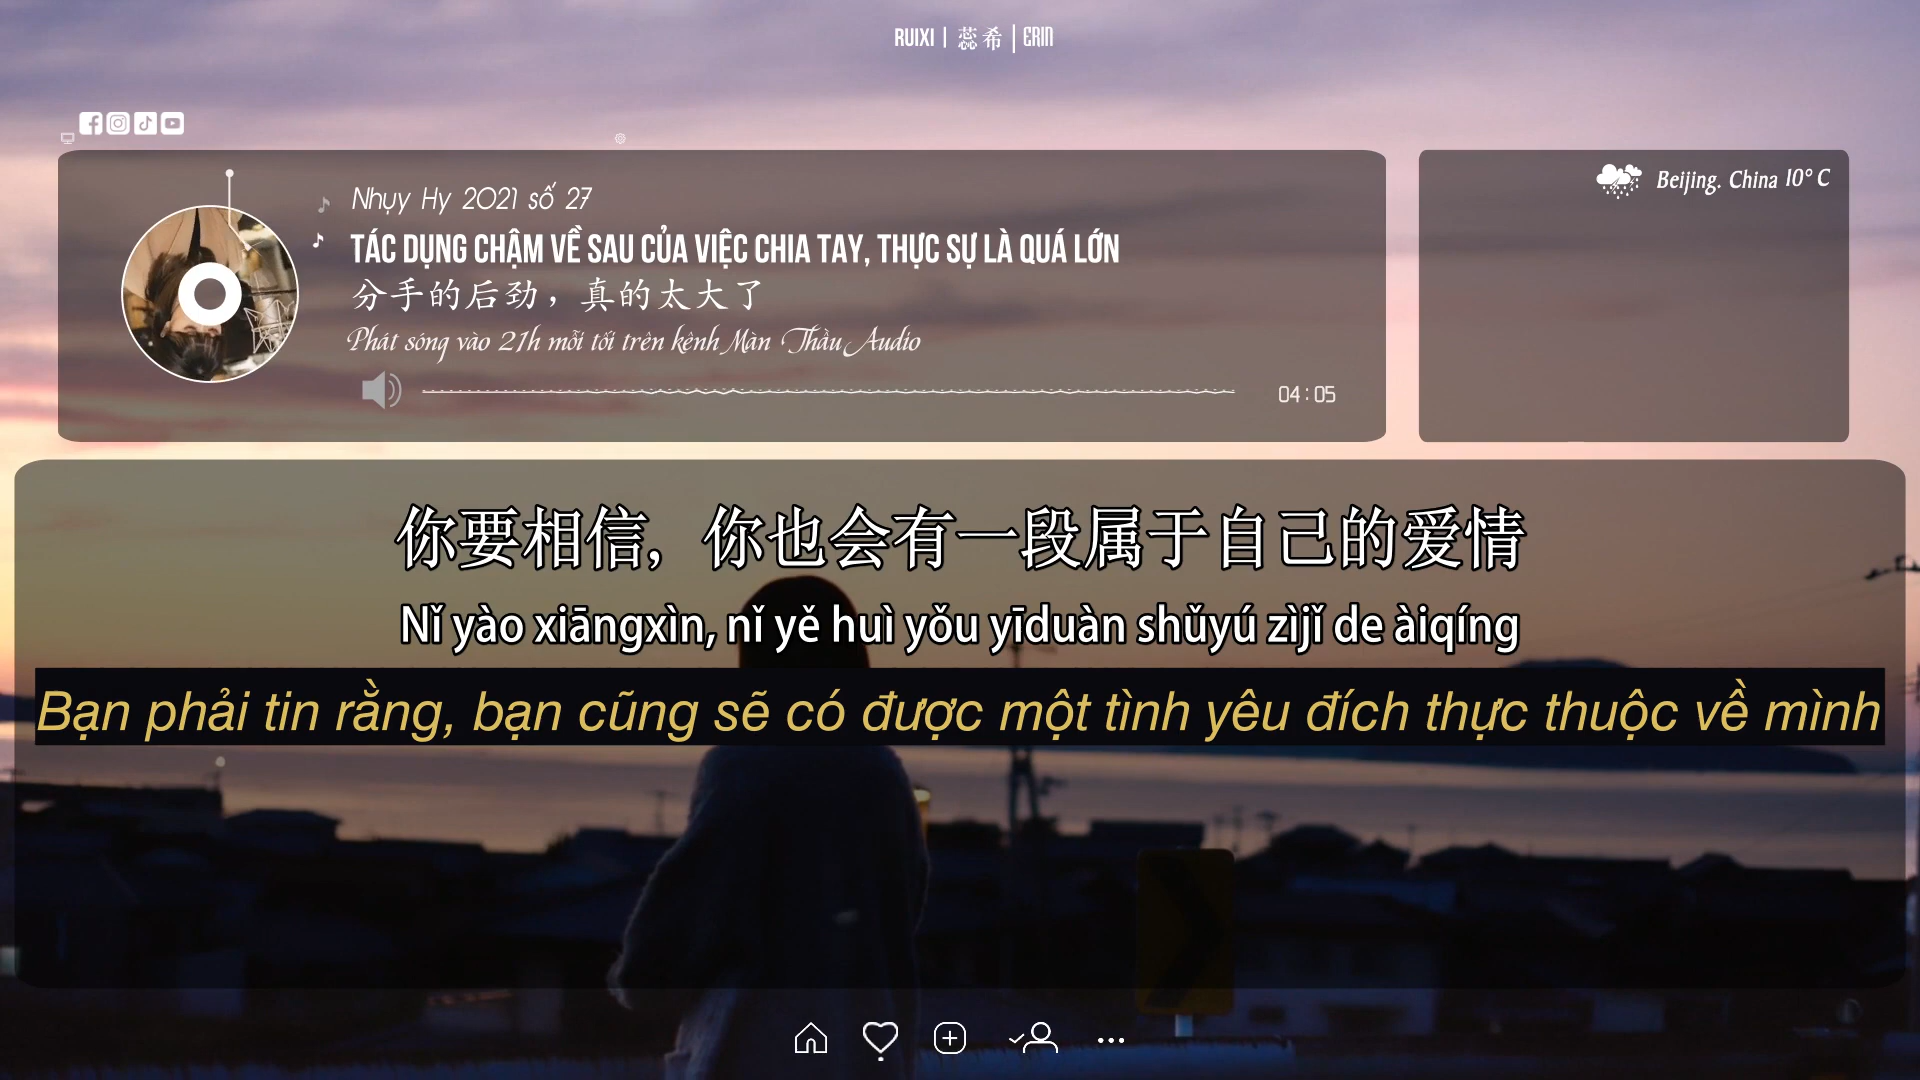 RUIXI | 蕊希 | ERIN
Nhụy Hy 2021 số 27
TÁC DỤNG CHẬM VỀ SAU CỦA VIỆC CHIA TAY, THỰC SỰ LÀ QUÁ LỚN
分手的后劲，真的太大了
Phát sóng vào 21h mỗi tối trên kênh Màn Thầu Audio
04:05
Beijing. China 10° C
你要相信，你也会有一段属于自己的爱情
Nǐ yào xiāngxìn, nǐ yě huì yǒu yīduàn shǔyú zìjǐ de àiqíng
Bạn phải tin rằng, bạn cũng sẽ có được một tình yêu đích thực thuộc về mình